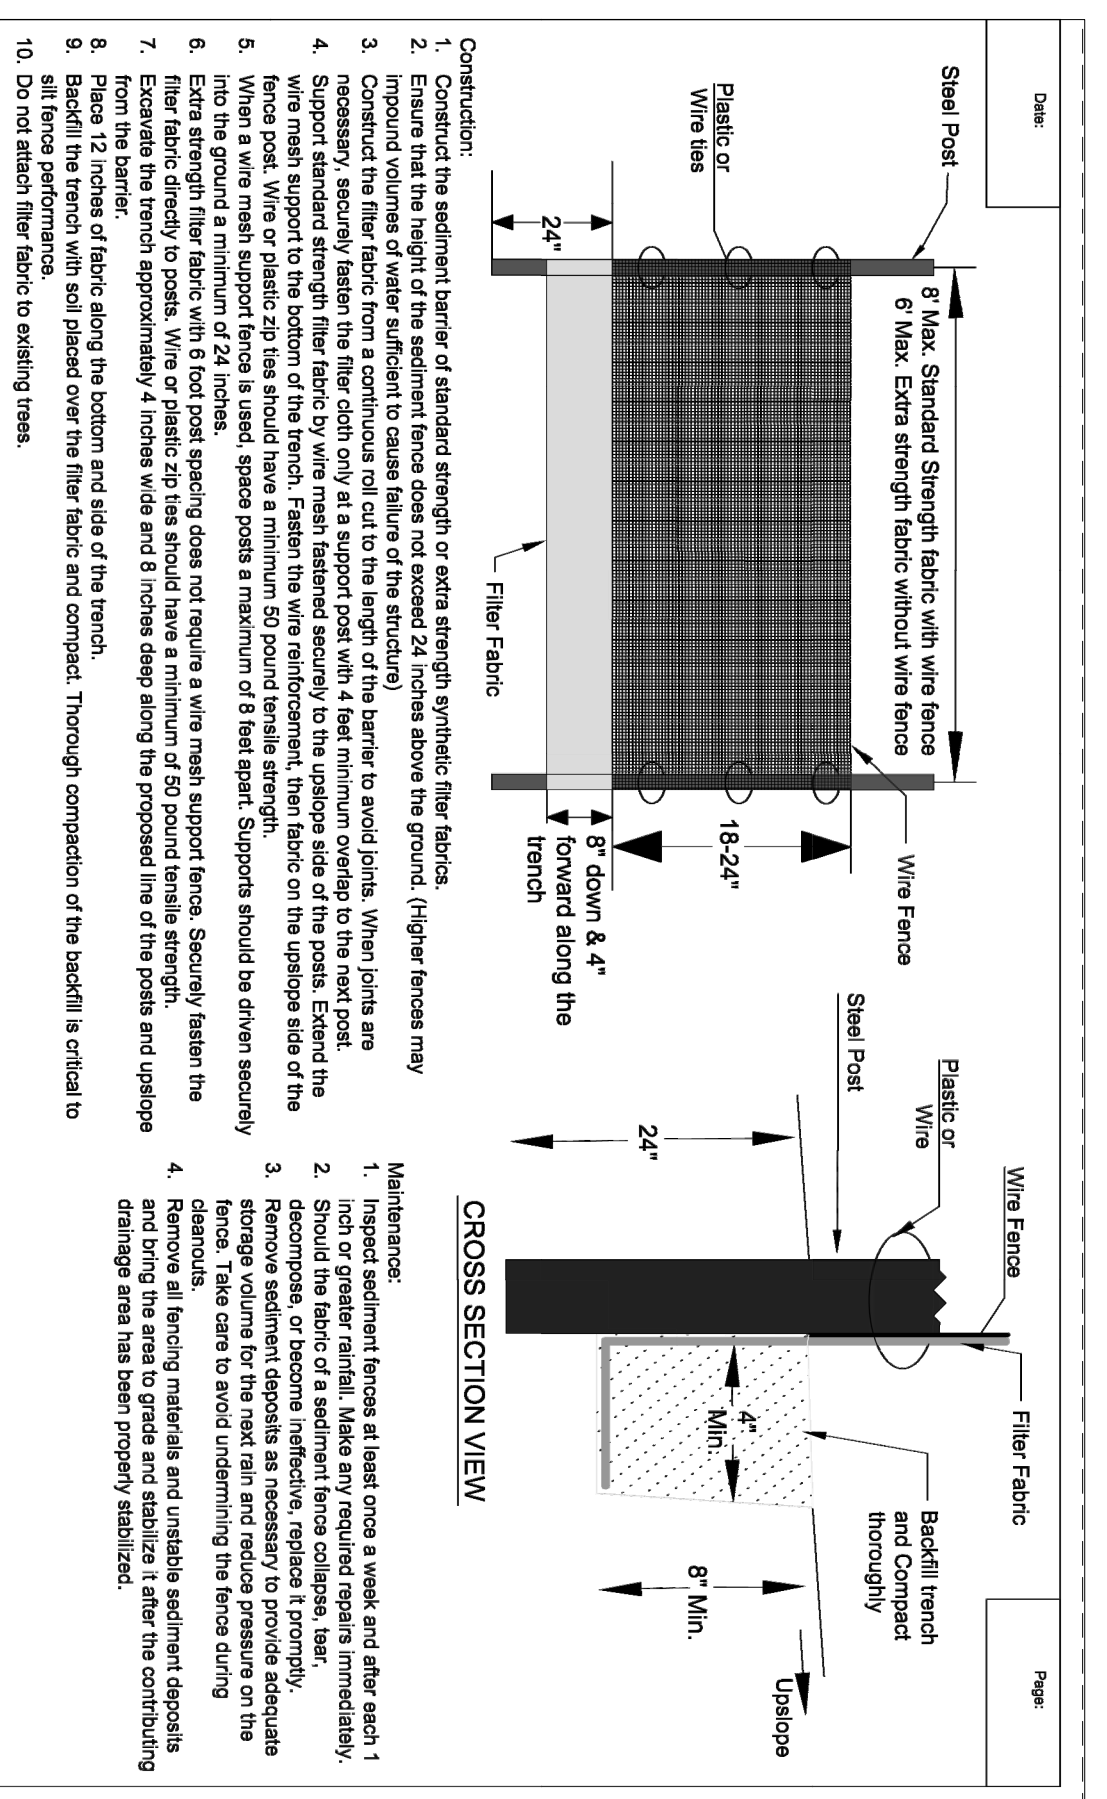 Date:
Page:
Steel Post
8' Max. Standard Strength fabric with wire fence
6' Max. Extra strength fabric without wire fence
Plastic or
Wire ties
Wire Fence
24"
18-24"
8" down & 4"
forward along the
trench
Filter Fabric
Wire Fence
Filter Fabric
Plastic or
Wire
Steel Post
Backfill trench
and Compact
thoroughly
Upslope
24"
4"
Min.
8" Min.
CROSS SECTION VIEW
Construction:
1. Construct the sediment barrier of standard strength or extra strength synthetic filter fabrics.
2. Ensure that the height of the sediment fence does not exceed 24 inches above the ground. (Higher fences may
impound volumes of water sufficient to cause failure of the structure)
3. Construct the filter fabric from a continuous roll cut to the length of the barrier to avoid joints. When joints are
necessary, securely fasten the filter cloth only at a support post with 4 feet minimum overlap to the next post.
4. Support standard strength filter fabric by wire mesh fastened securely to the upslope side of the posts. Extend the
wire mesh support to the bottom of the trench. Fasten the wire reinforcement, then fabric on the upslope side of the
fence post. Wire or plastic zip ties should have a minimum 50 pound tensile strength.
5. When a wire mesh support fence is used, space posts a maximum of 8 feet apart. Supports should be driven securely
into the ground a minimum of 24 inches.
6. Extra strength filter fabric with 6 foot post spacing does not require a wire mesh support fence. Securely fasten the
filter fabric directly to posts. Wire or plastic zip ties should have a minimum of 50 pound tensile strength.
7. Excavate the trench approximately 4 inches wide and 8 inches deep along the proposed line of the posts and upslope
from the barrier.
8. Place 12 inches of fabric along the bottom and side of the trench.
9. Backfill the trench with soil placed over the filter fabric and compact. Thorough compaction of the backfill is critical to
silt fence performance.
10. Do not attach filter fabric to existing trees.
Maintenance:
1. Inspect sediment fences at least once a week and after each 1
inch or greater rainfall. Make any required repairs immediately.
2. Should the fabric of a sediment fence collapse, tear,
decompose, or become ineffective, replace it promptly.
3. Remove sediment deposits as necessary to provide adequate
storage volume for the next rain and reduce pressure on the
fence. Take care to avoid undermining the fence during
cleanouts.
4. Remove all fencing materials and unstable sediment deposits
and bring the area to grade and stabilize it after the contributing
drainage area has been properly stabilized.